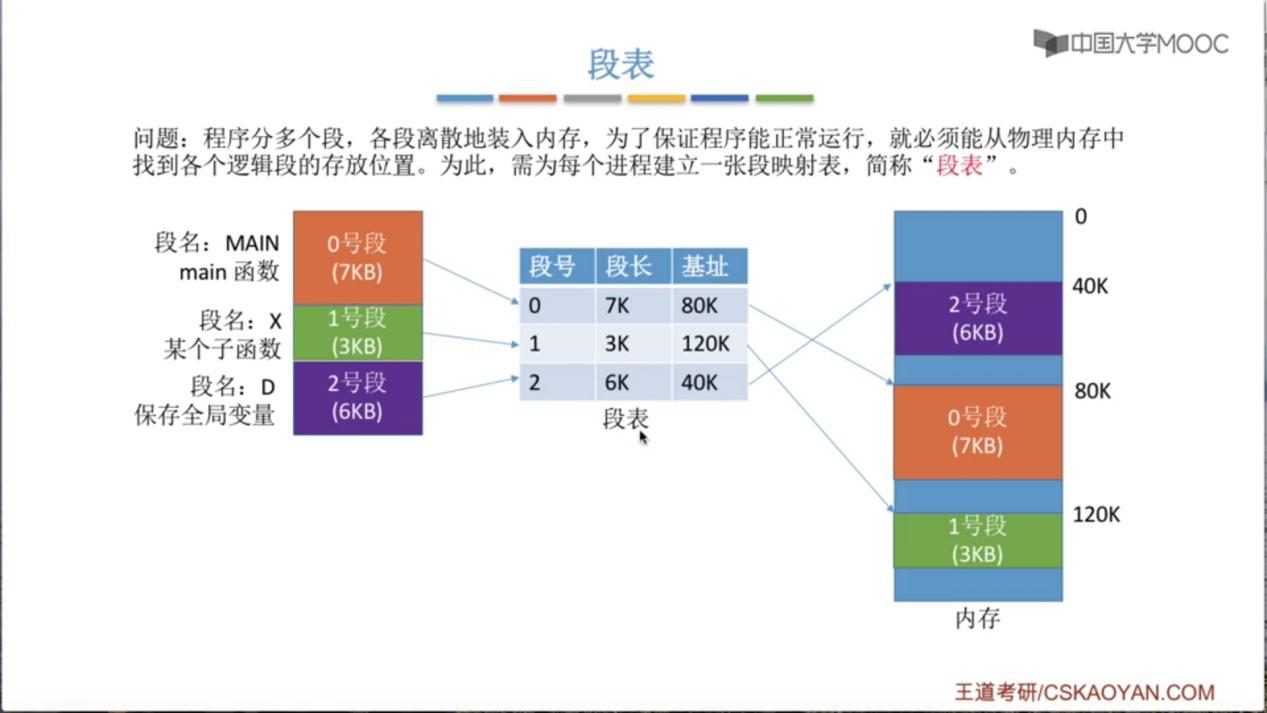 中国大学MOOC
段表
问题：程序分多个段，各段离散地装入内存，为了保证程序能正常运行，就必须能从物理内存中
找到各个逻辑段的存放位置。为此，需为每个进程建立一张段映射表，简称“段表”。
段名：MAIN
main 函数
0号段
(7KB)
段名：X
某个子函数
1号段
(3KB)
段名：D
保存全局变量
2号段
(6KB)
段号 段长 基址
0 7K 80K
1 3K 120K
2 6K 40K
段表
0
40K
2号段
(6KB)
80K
0号段
(7KB)
120K
1号段
(3KB)
内存
王道考研/CSKAOYAN.COM